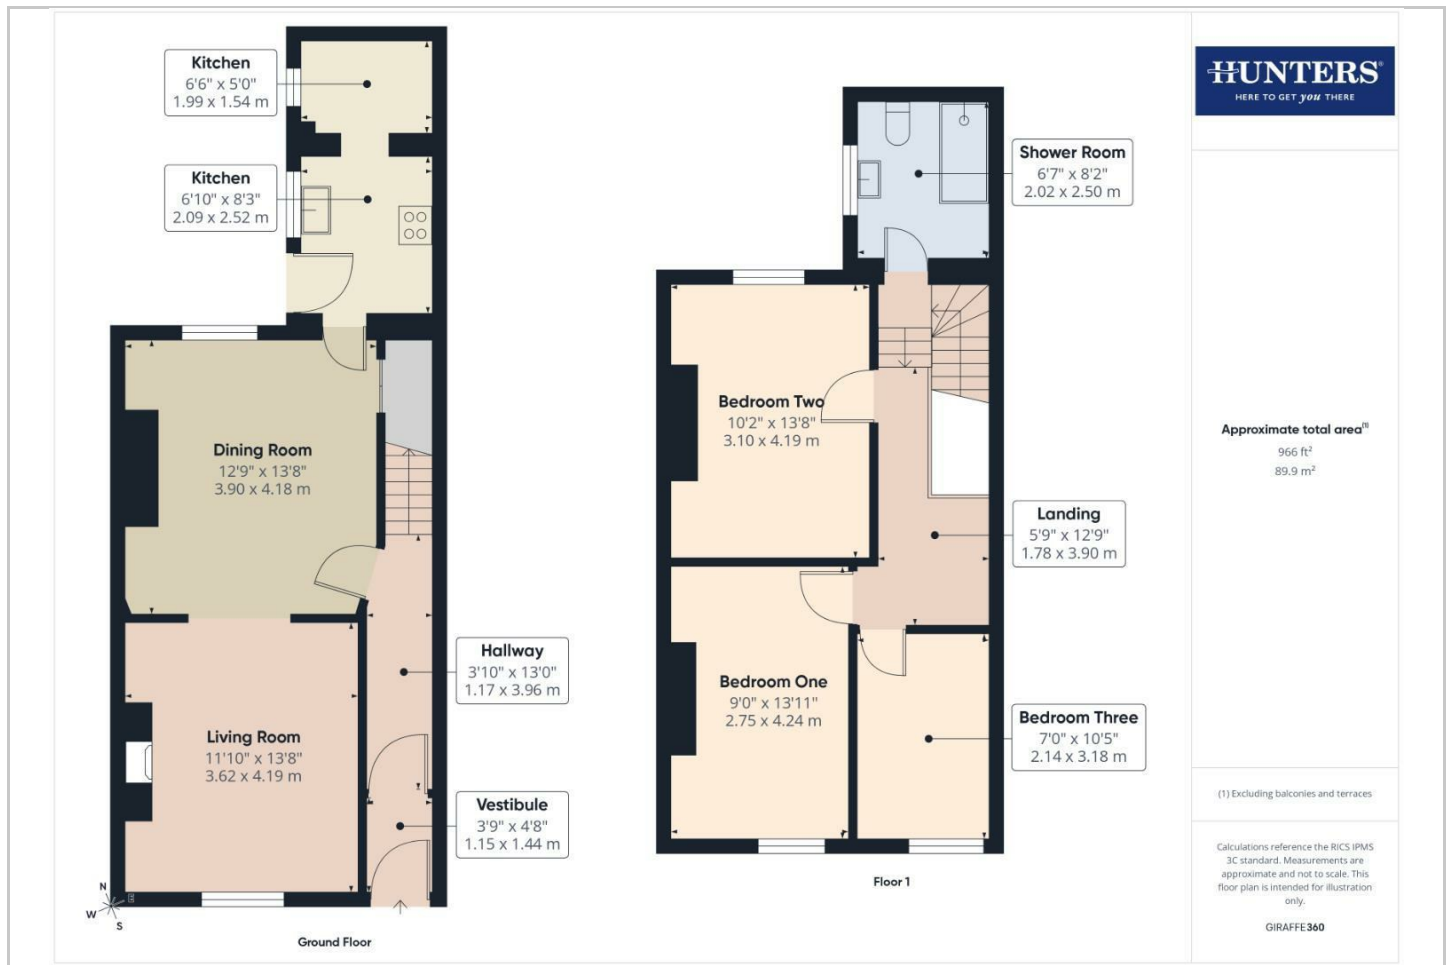 Kitchen
6'6" x 5'0"
1.99 x 1.54 m
Kitchen
6'10" x 8'3"
2.09 x 2.52 m
Dining Room
12'9" x 13'8"
3.90 x 4.18 m
Hallway
3'10" x 13'0"
1.17 x 3.96 m
Living Room
11'10" x 13'8"
3.62 x 4.19 m
Vestibule
3'9" x 4'8"
1.15 x 1.44 m
N
W
S
Ground Floor
Shower Room
6'7" x 8'2"
2.02 x 2.50 m
Bedroom Two
10'2" x 13'8"
3.10 x 4.19 m
Landing
5'9" x 12'9"
1.78 x 3.90 m
Bedroom One
9'0" x 13'11"
2.75 x 4.24 m
Bedroom Three
7'0" x 10'5"
2.14 x 3.18 m
Floor 1
HUNTERS®
HERE TO GET you THERE
Approximate total area(1)
966 ft²
89.9 m²
(1) Excluding balconies and terraces
Calculations reference the RICS IPMS
3C standard. Measurements are
approximate and not to scale. This
floor plan is intended for illustration
only.
GIRAFFE360